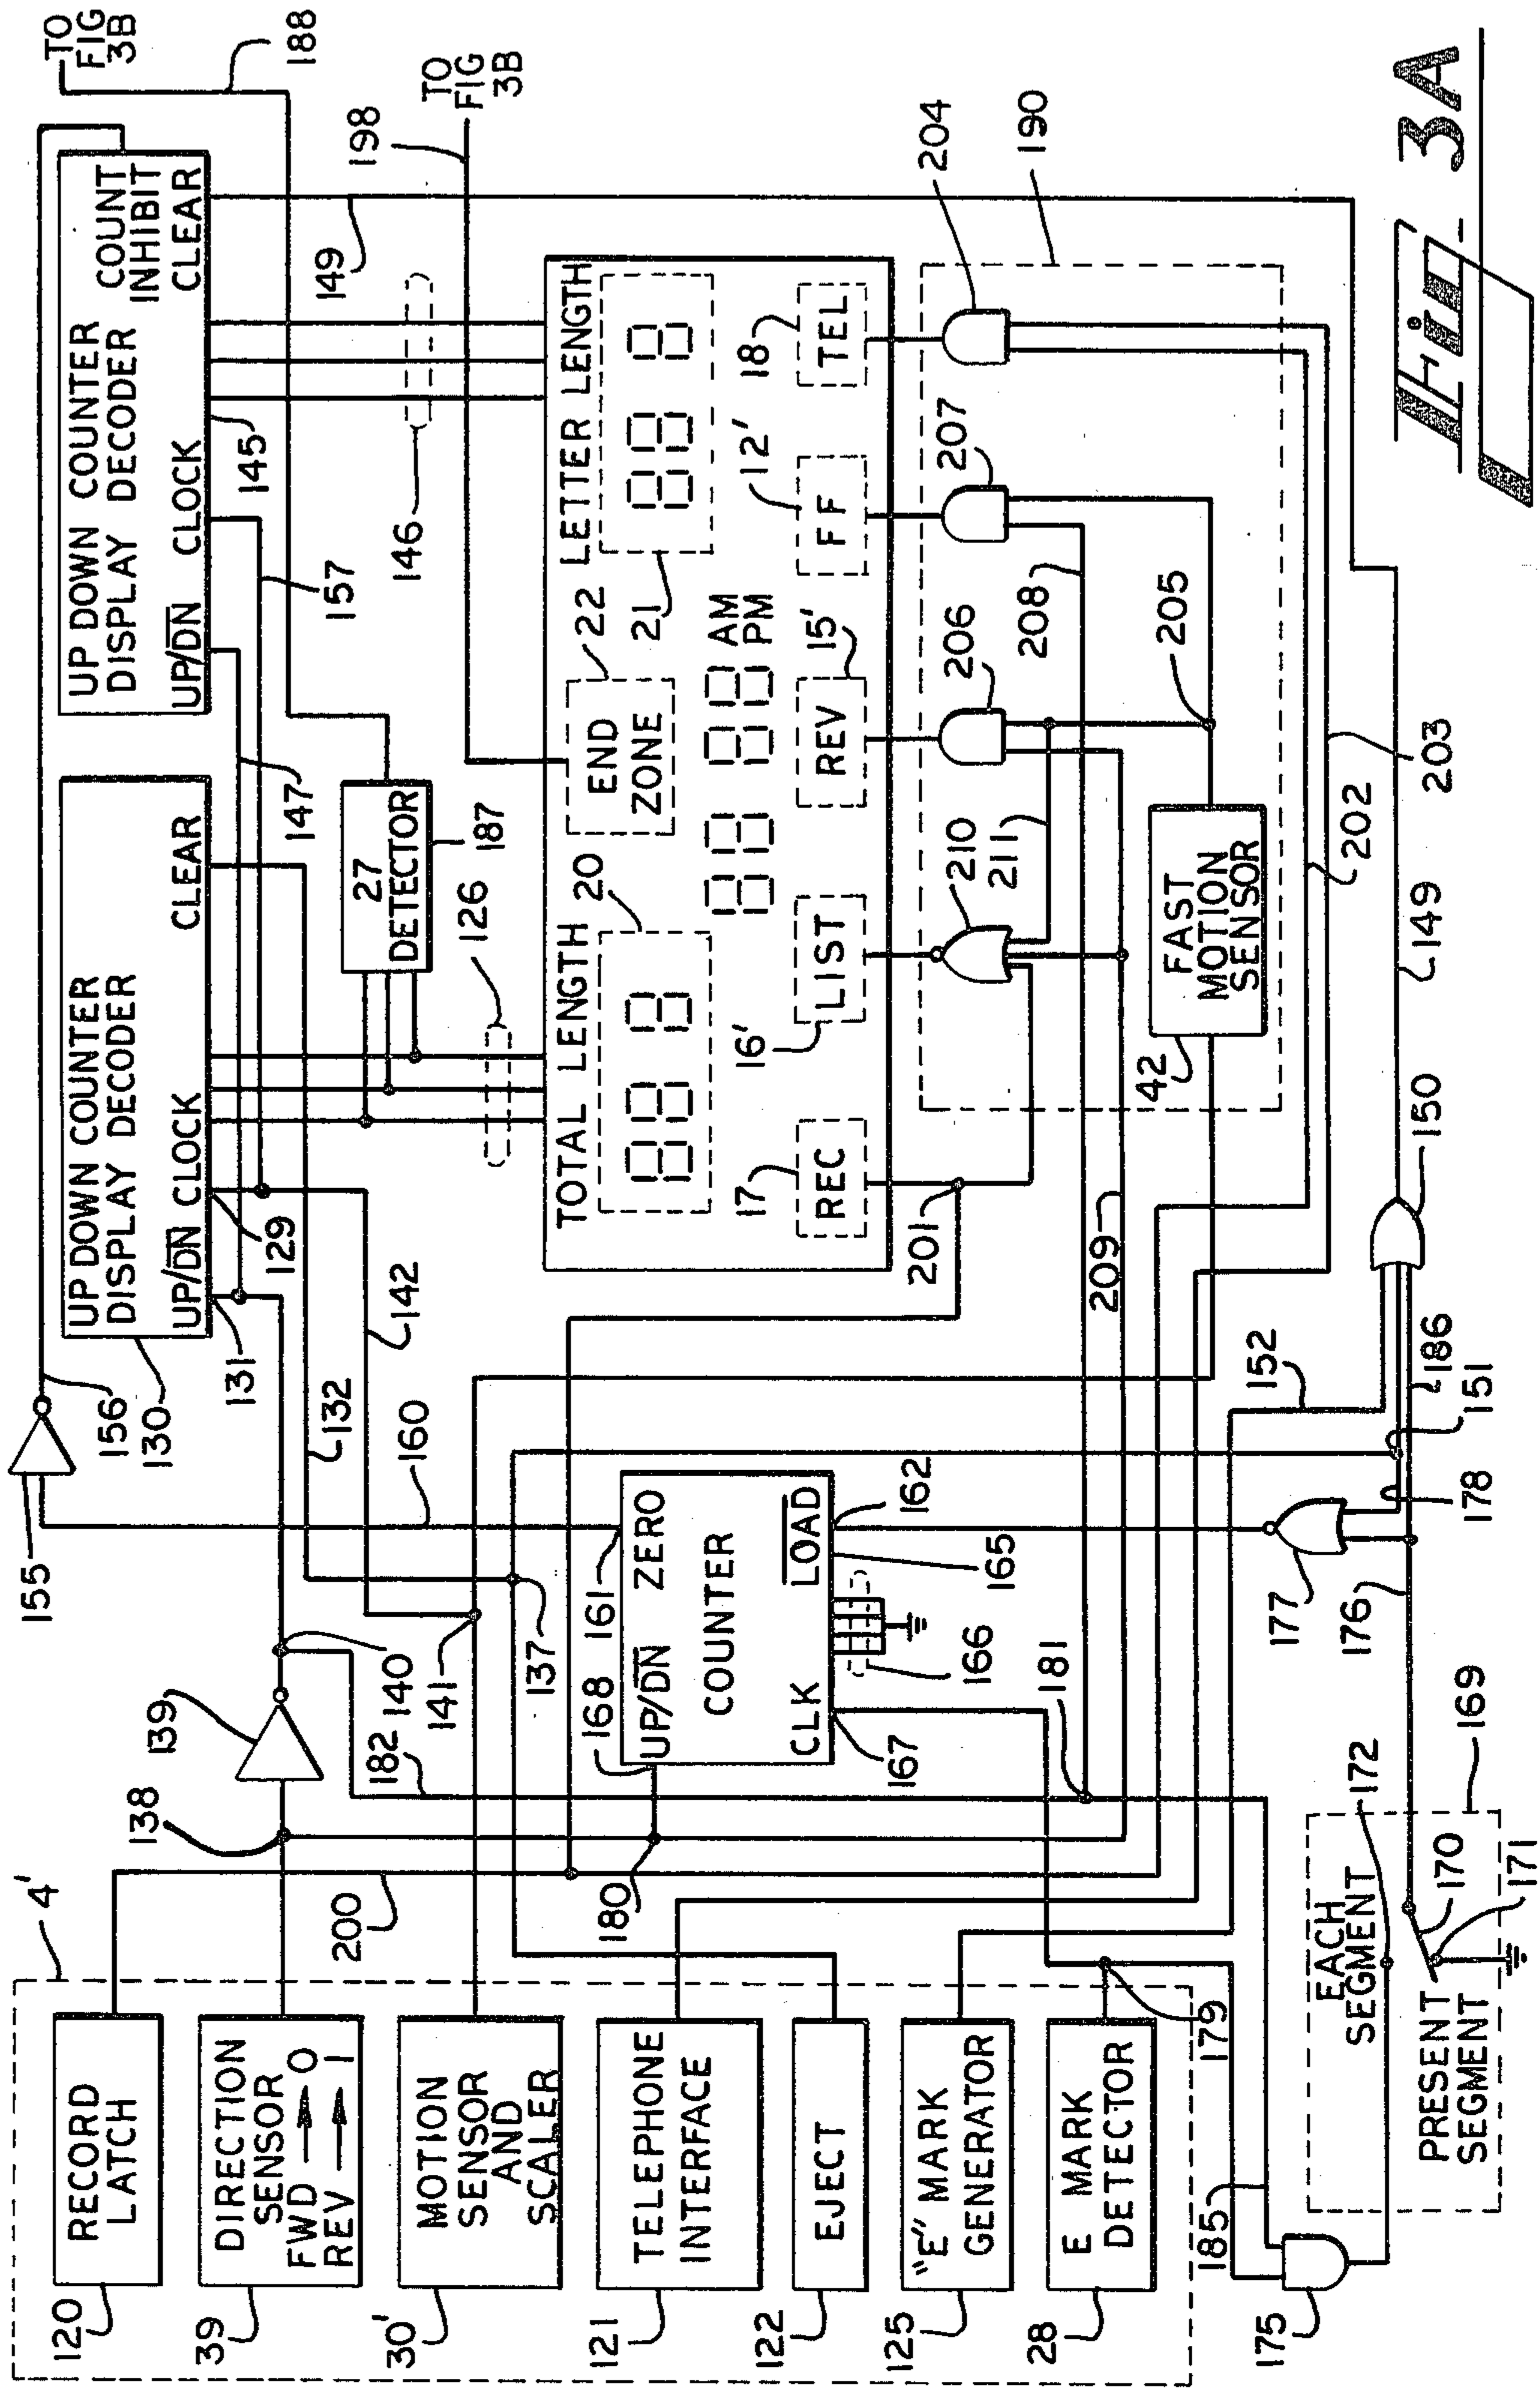 TO
FIG
3B
188
UP DOWN COUNTER
DISPLAY DECODER
COUNT
INHIBIT
CLEAR
UP/DN
CLOCK
145
149
198
TO
FIG
3B
146
157
147
UP DOWN COUNTER
DISPLAY DECODER
UP/DN
CLOCK
CLEAR
156
155
130
131
129
132
142
160
27
DETECTOR
187
126
TOTAL LENGTH
20
END
ZONE
22
LETTER LENGTH
21
AM
PM
REC
17
LIST
16'
REV
15'
FF
12'
TEL
18
204
190
207
206
208
205
210
211
FAST
MOTION
SENSOR
42
201
209
203
202
149
150
152
186
151
178
177
176
161
ZERO
UP/DN
COUNTER
LOAD
CLK
162
165
166
167
168
181
137
141
140
139
138
182
180
200
4'
RECORD
LATCH
120
DIRECTION
SENSOR
FWD → 0
REV → 1
39
MOTION
SENSOR
AND
SCALER
30'
TELEPHONE
INTERFACE
121
EJECT
122
"E" MARK
GENERATOR
125
E MARK
DETECTOR
28
179
185
175
EACH
SEGMENT
172
169
170
171
PRESENT
SEGMENT
Fig 3A